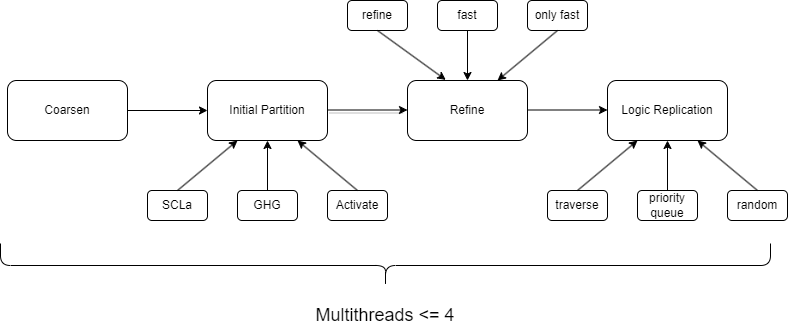 refine
fast
only fast
Coarsen
Initial Partition
Refine
Logic Replication
SCLa
GHG
Activate
traverse
priority
queue
random
Multithreads <= 4